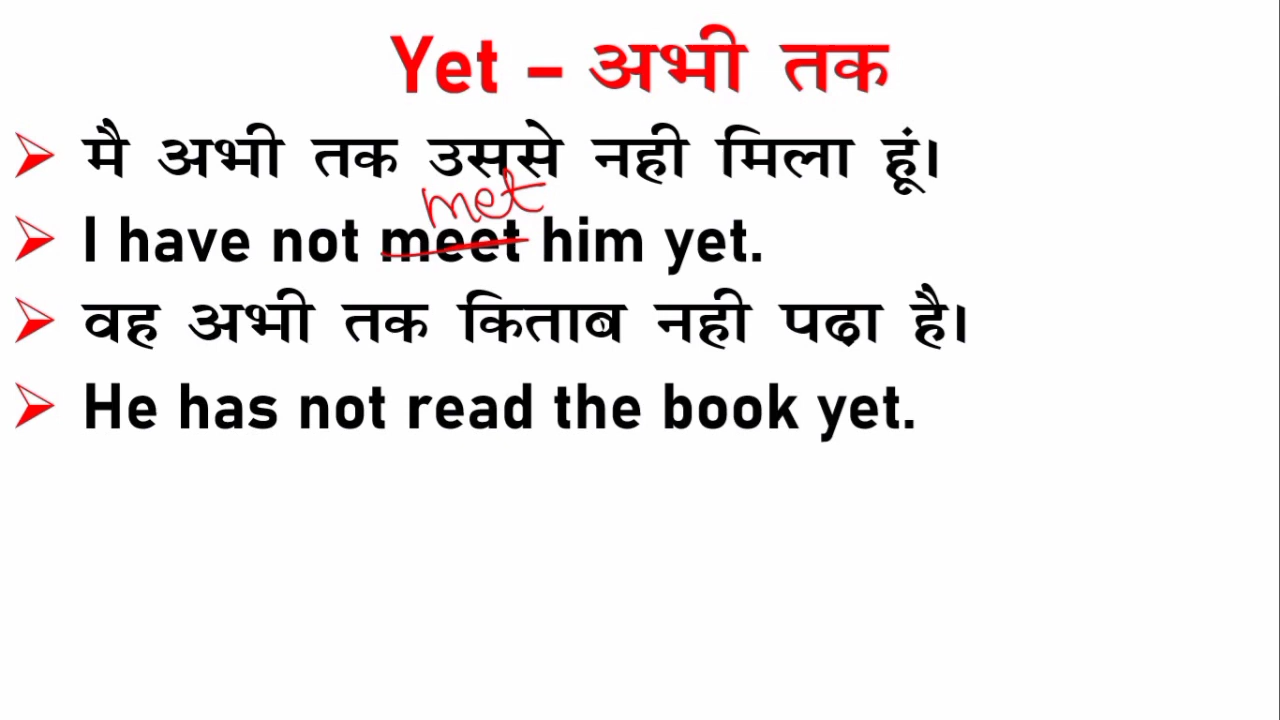 Yet - अभी तक
मै अभी तक उससे नही मिला हूं।
met
I have not meet him yet.
वह अभी तक किताब नही पढ़ा है।
He has not read the book yet.